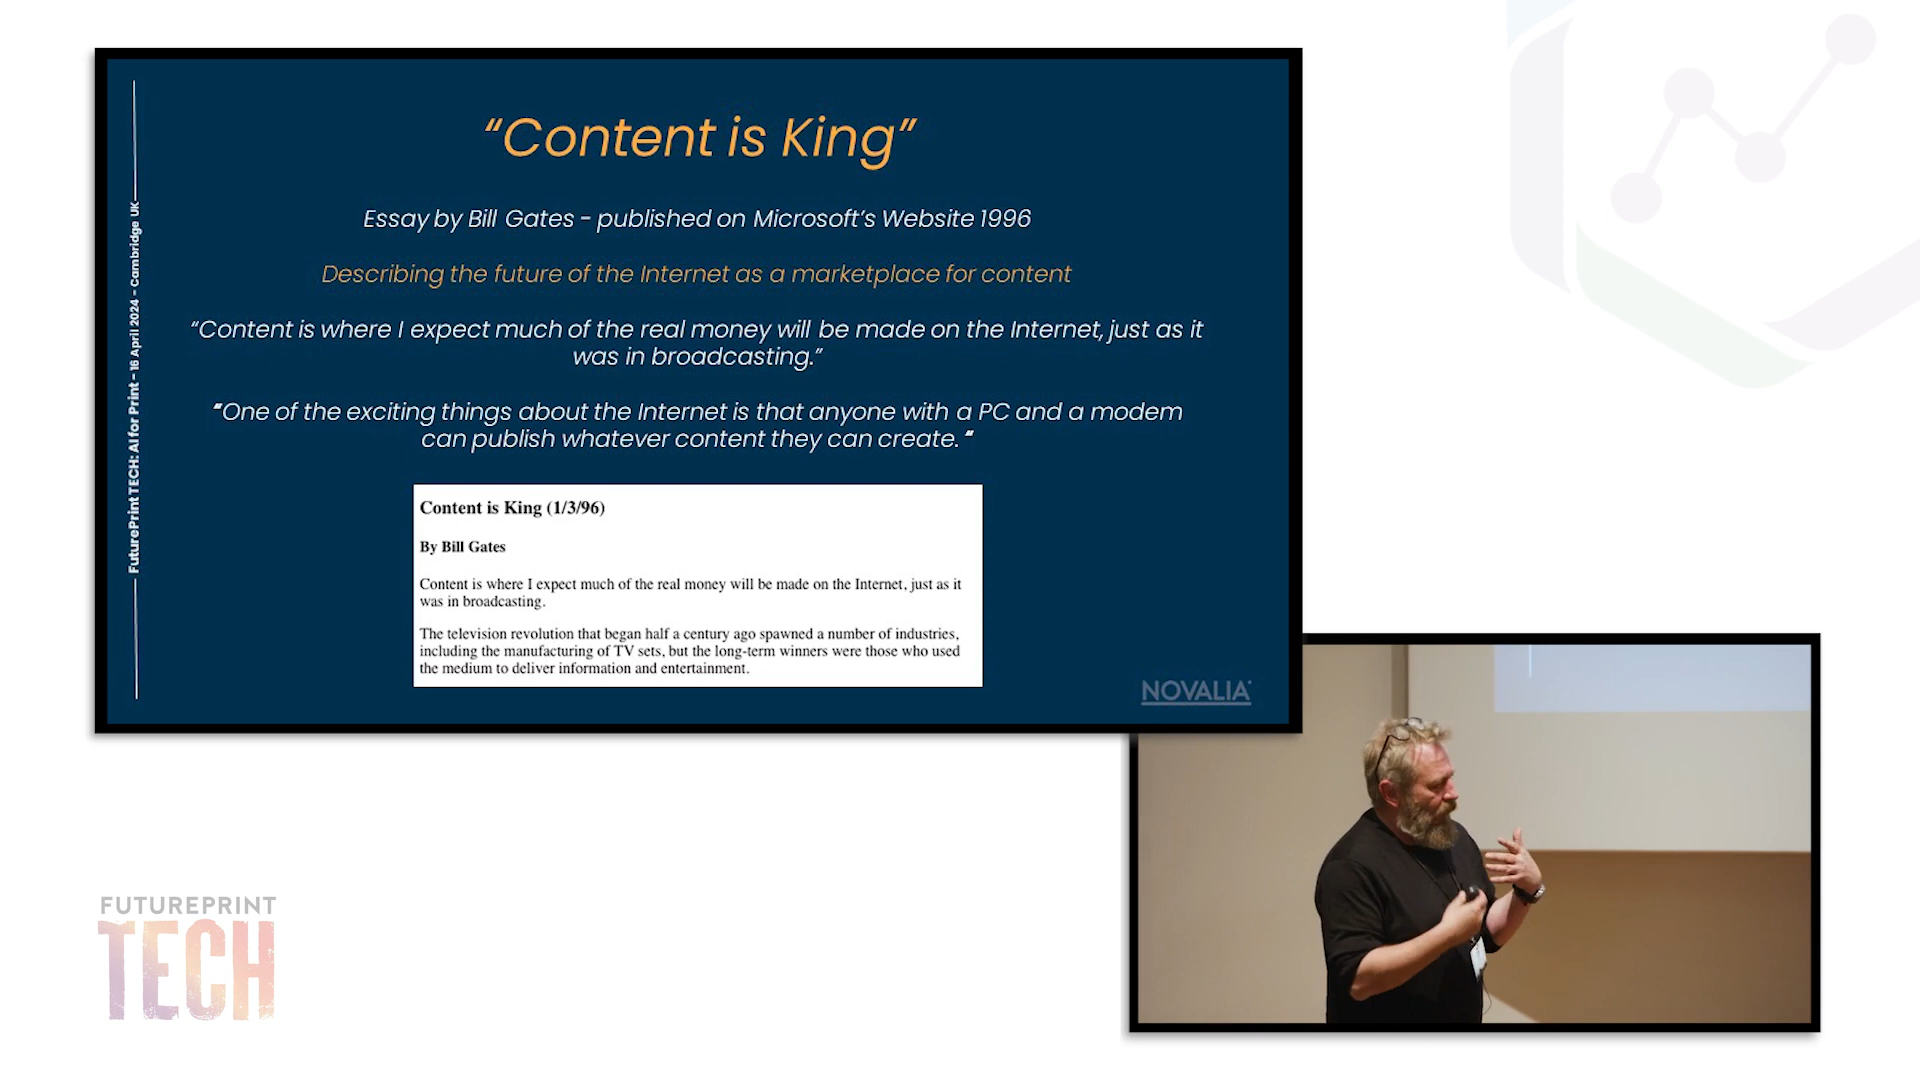 “Content is King”
Essay by Bill Gates - published on Microsoft’s Website 1996
Describing the future of the Internet as a marketplace for content
“Content is where I expect much of the real money will be made on the Internet, just as it
was in broadcasting.”
“One of the exciting things about the Internet is that anyone with a PC and a modem
can publish whatever content they can create. “
Content is King (1/3/96)
By Bill Gates
Content is where I expect much of the real money will be made on the Internet, just as it
was in broadcasting.
The television revolution that began half a century ago spawned a number of industries,
including the manufacturing of TV sets, but the long-term winners were those who used
the medium to deliver information and entertainment.
NOVALIA
FuturePrint TECH: AI for Print - 16 April 2024 - Cambridge UK
FUTUREPRINT
TECH